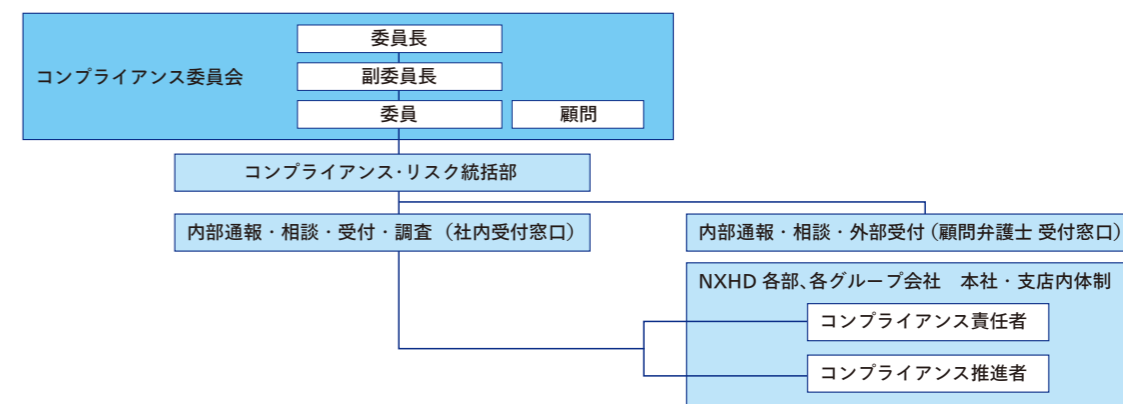 コンプライアンス委員会
委員長
副委員長
委員
顧問
コンプライアンス・リスク統括部
内部通報・相談・受付・調査（社内受付窓口）
内部通報・相談・外部受付（顧問弁護士 受付窓口）
NXHD 各部、各グループ会社　本社・支店内体制
コンプライアンス責任者
コンプライアンス推進者